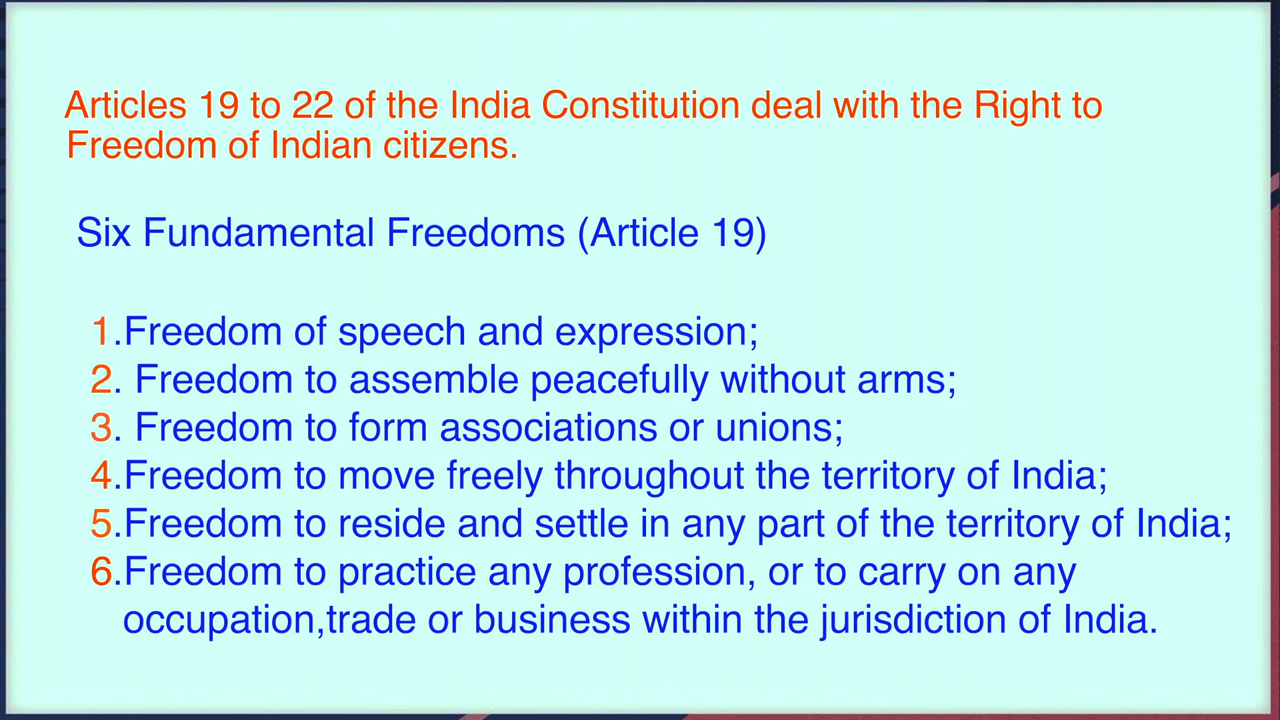 Articles 19 to 22 of the India Constitution deal with the Right to
Freedom of Indian citizens.
Six Fundamental Freedoms (Article 19)
1.Freedom of speech and expression;
2. Freedom to assemble peacefully without arms;
3. Freedom to form associations or unions;
4.Freedom to move freely throughout the territory of India;
5.Freedom to reside and settle in any part of the territory of India;
6.Freedom to practice any profession, or to carry on any
occupation,trade or business within the jurisdiction of India.